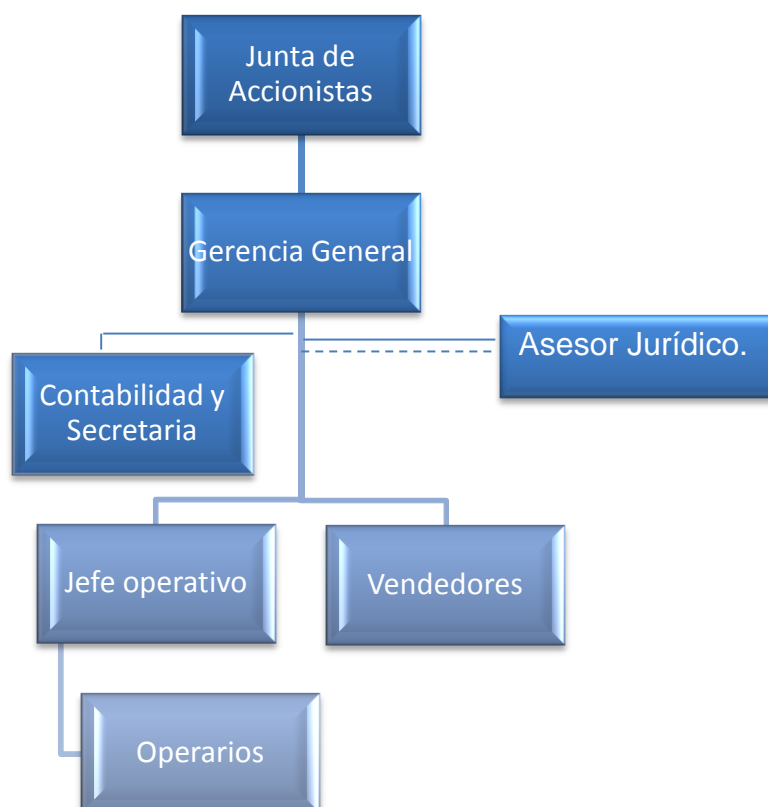 Junta de
Accionistas
Gerencia General
Asesor Jurídico.
Contabilidad y
Secretaria
Jefe operativo
Vendedores
Operarios